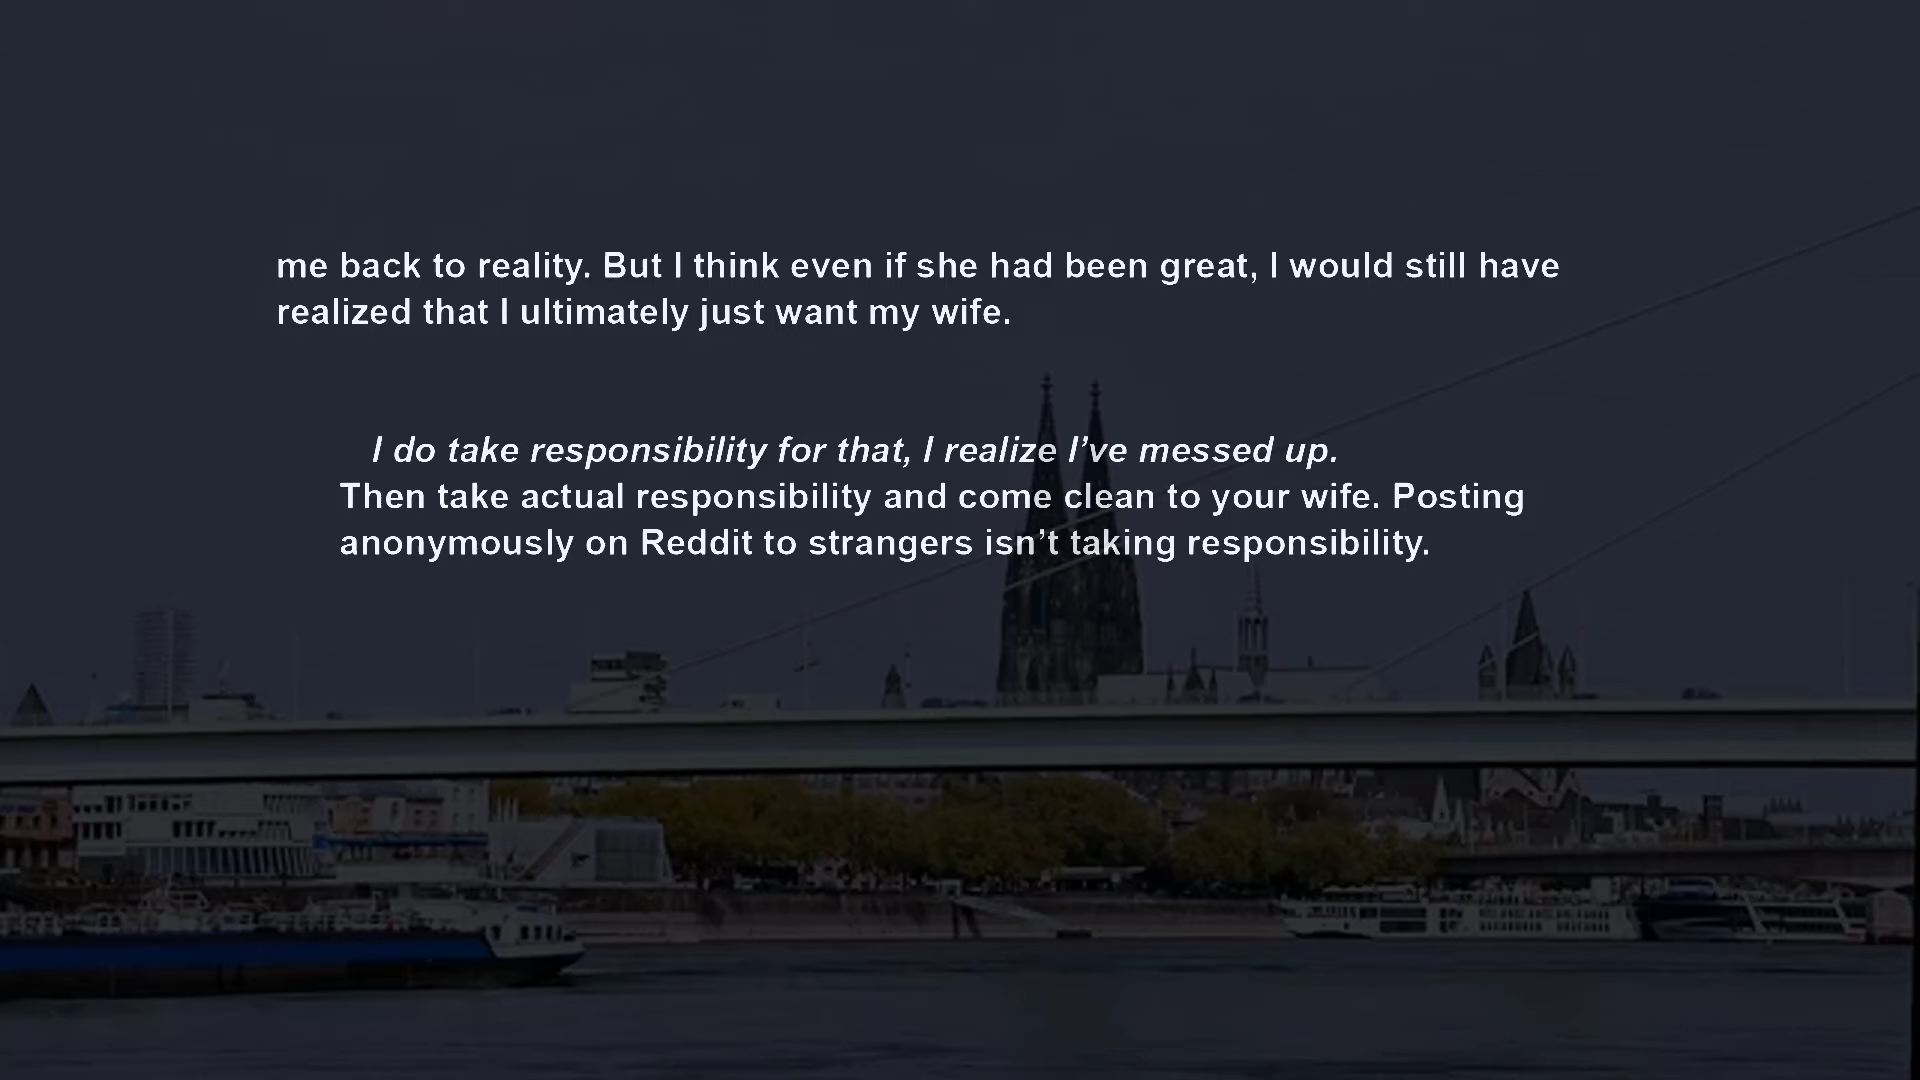 me back to reality. But I think even if she had been great, I would still have
realized that I ultimately just want my wife.
I do take responsibility for that, I realize I’ve messed up.
Then take actual responsibility and come clean to your wife. Posting
anonymously on Reddit to strangers isn’t taking responsibility.